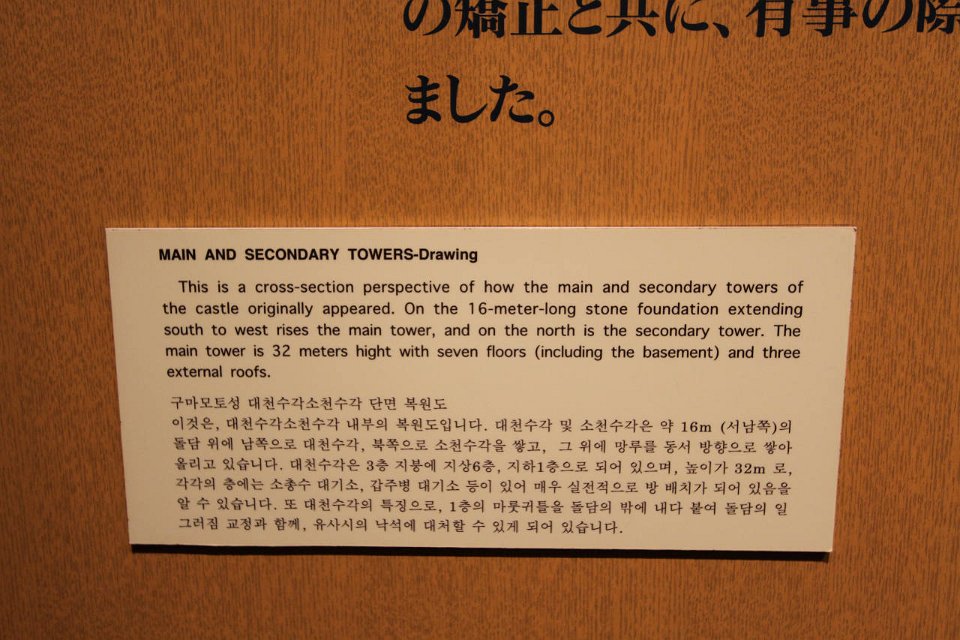 の矯正と共に、有事の際
ました。
MAIN AND SECONDARY TOWERS-Drawing
This is a cross-section perspective of how the main and secondary towers of
the castle originally appeared. On the 16-meter-long stone foundation extending
south to west rises the main tower, and on the north is the secondary tower. The
main tower is 32 meters hight with seven floors (including the basement) and three
external roofs.
구마모토성 대천수각소천수각 단면 복원도
이것은, 대천수각소천수각 내부의 복원도입니다. 대천수각 및 소천수각은 약 16m (서남쪽)의
돌담 위에 남쪽으로 대천수각, 북쪽으로 소천수각을 쌓고, 그 위에 망루를 동서 방향으로 쌓아
올리고 있습니다. 대천수각은 3층 지붕에 지상6층, 지하1층으로 되어 있으며, 높이가 32m 로,
각각의 층에는 소총수 대기소, 갑주병 대기소 등이 있어 매우 실전적으로 방 배치가 되어 있음을
알 수 있습니다. 또 대천수각의 특징으로, 1층의 마룻귀틀을 돌담의 밖에 내다 붙여 돌담의 일
그러짐 교정과 함께, 유사시의 낙석에 대처할 수 있게 되어 있습니다.